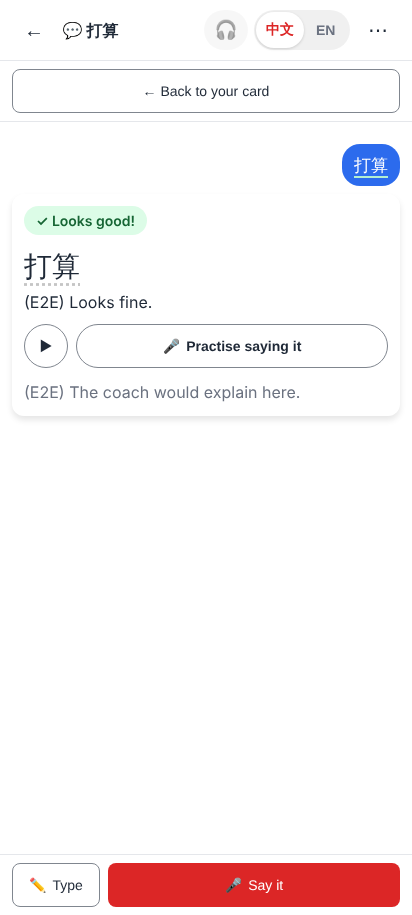 ← 💬 打算 🎧 中文 EN ⋯
← Back to your card
打算
✓ Looks good!
打算
(E2E) Looks fine.
▶ 🎤 Practise saying it
(E2E) The coach would explain here.
✏️ Type 🎤 Say it